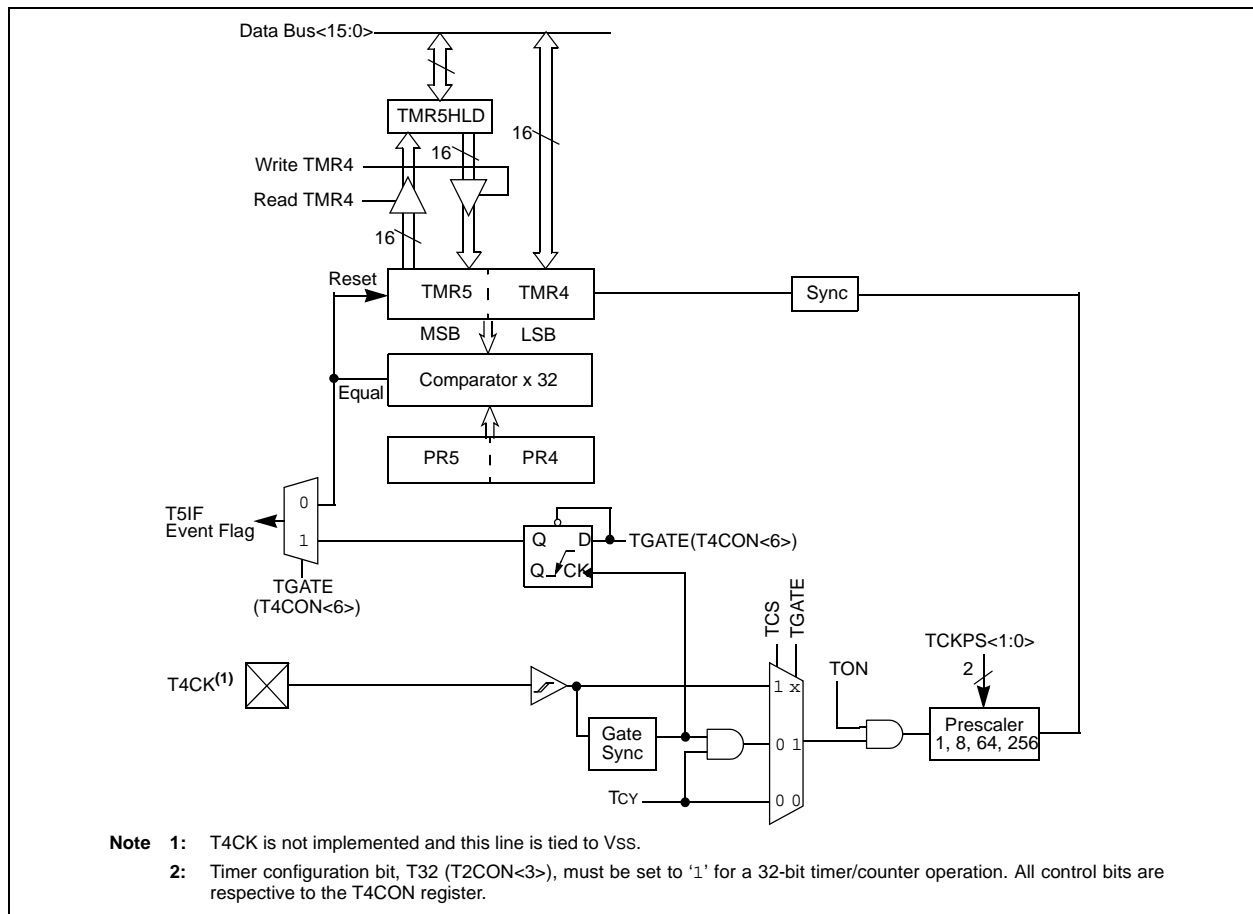 Data Bus<15:0>
TMR5HLD
16
16
Write TMR4
Read TMR4
16
Reset
TMR5 TMR4
Sync
MSB LSB
Comparator x 32
Equal
PR5 PR4
0
T5IF
Event Flag
1
Q D
TGATE(T4CON<6>)
Q CK
TGATE
(T4CON<6>)
TCS
TGATE
TCKPS<1:0>
2
TON
T4CK(1)
1 x
Prescaler
1, 8, 64, 256
Gate
Sync
0 1
TCY
0 0
Note 1: T4CK is not implemented and this line is tied to VSS.
2: Timer configuration bit, T32 (T2CON<3>), must be set to ‘1’ for a 32-bit timer/counter operation. All control bits are
respective to the T4CON register.